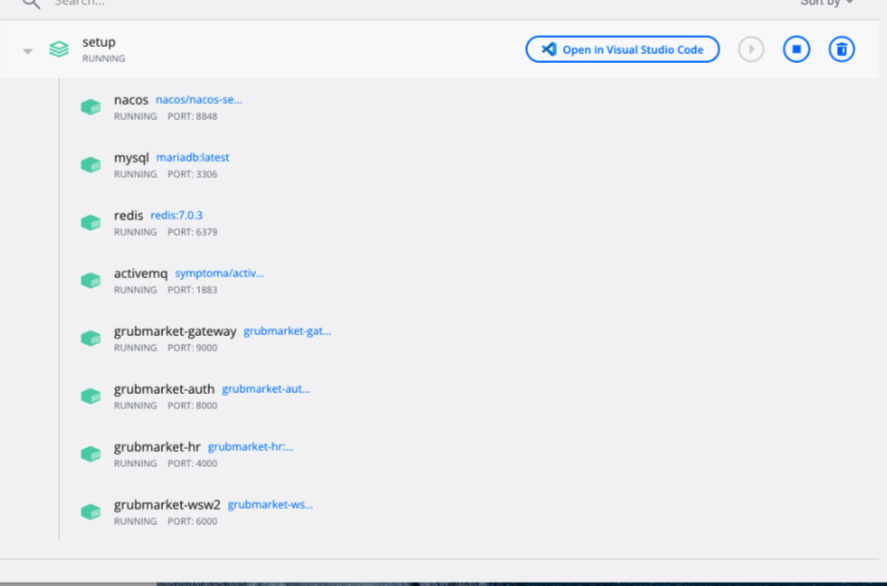 Search...
Sort by
setup
RUNNING
Open in Visual Studio Code
nacos nacos/nacos-se...
RUNNING PORT: 8848
mysql mariadb:latest
RUNNING PORT: 3306
redis redis:7.0.3
RUNNING PORT: 6379
activemq symptoma/activ...
RUNNING PORT: 1883
grubmarket-gateway grubmarket-gat...
RUNNING PORT: 9000
grubmarket-auth grubmarket-aut...
RUNNING PORT: 8000
grubmarket-hr grubmarket-hr:...
RUNNING PORT: 4000
grubmarket-wsw2 grubmarket-ws...
RUNNING PORT: 6000